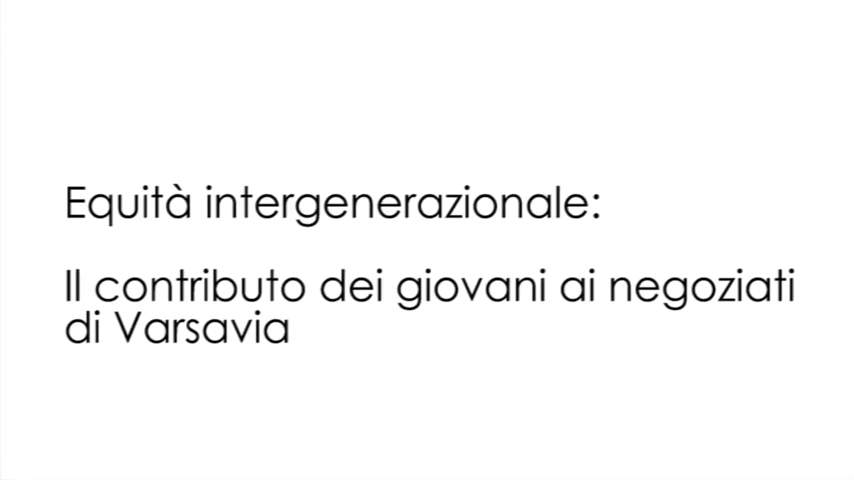 Equità intergenerazionale:
Il contributo dei giovani ai negoziati
di Varsavia